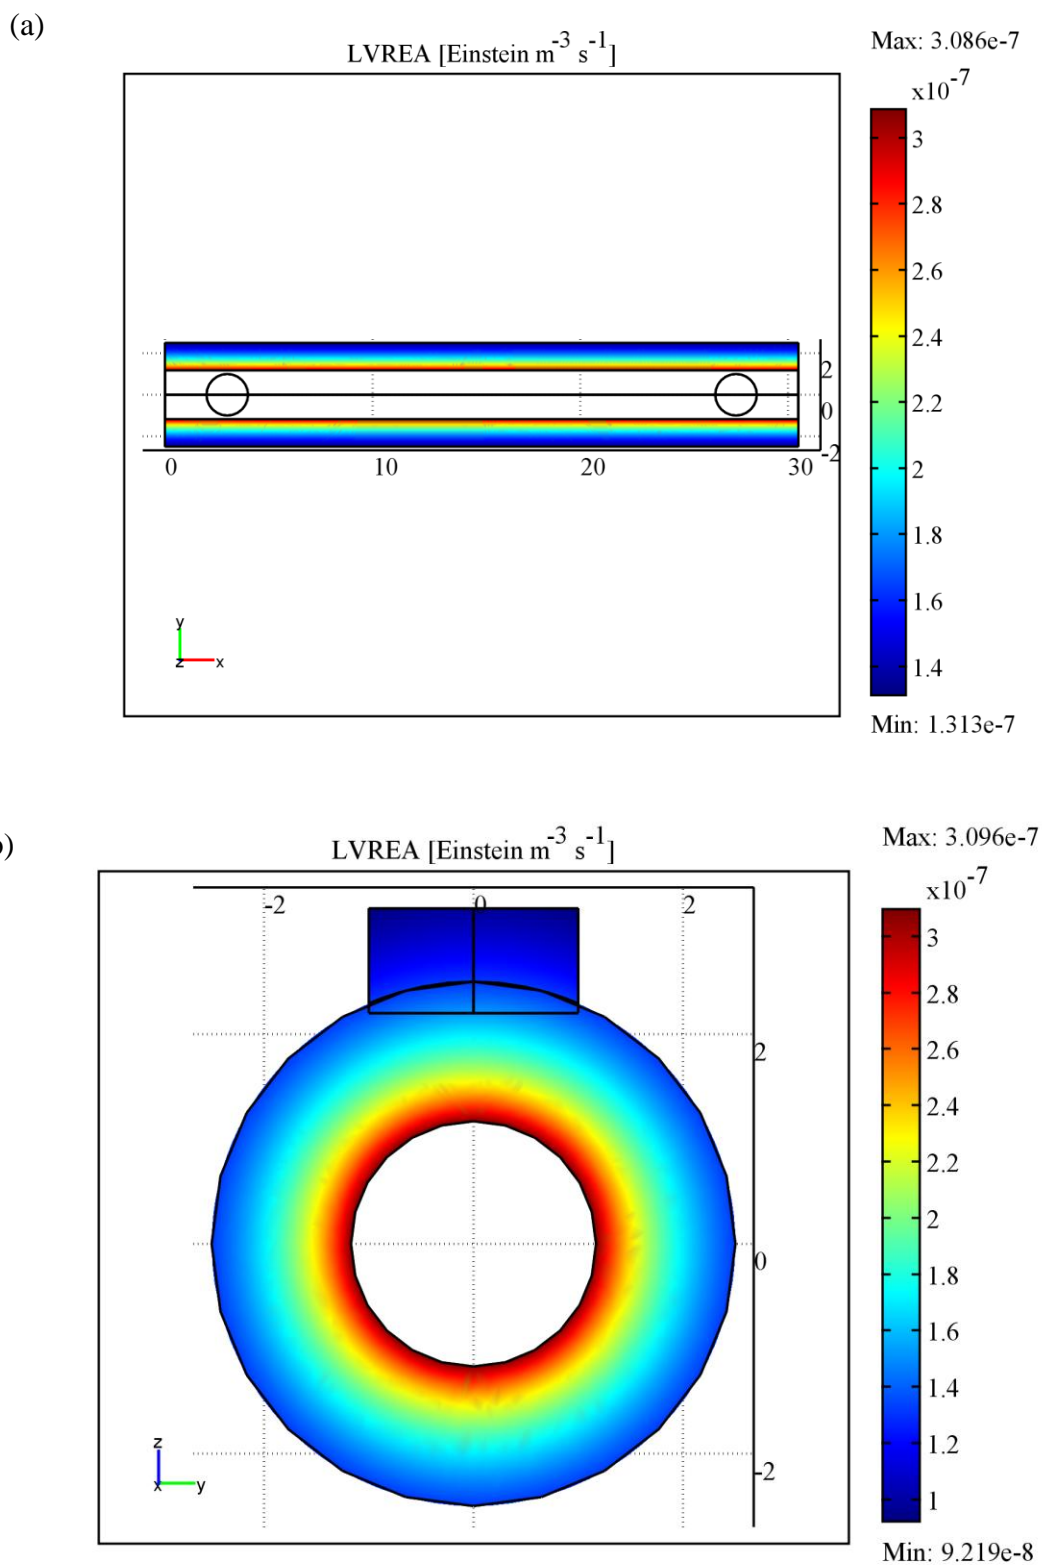 (a)
LVREA [Einstein m-3 s-1]
Max: 3.086e-7
x10-7
3
2.8
2.6
2.4
2.2
2
1.8
1.6
1.4
Min: 1.313e-7
2
0
-2
0 10 20 30
y
z x
)
LVREA [Einstein m-3 s-1]
Max: 3.096e-7
x10-7
-2 0 2
3
2.8
2.6
2.4
2.2
2
1.8
1.6
1.4
1.2
1
2
0
-2
z
x y
Min: 9.219e-8